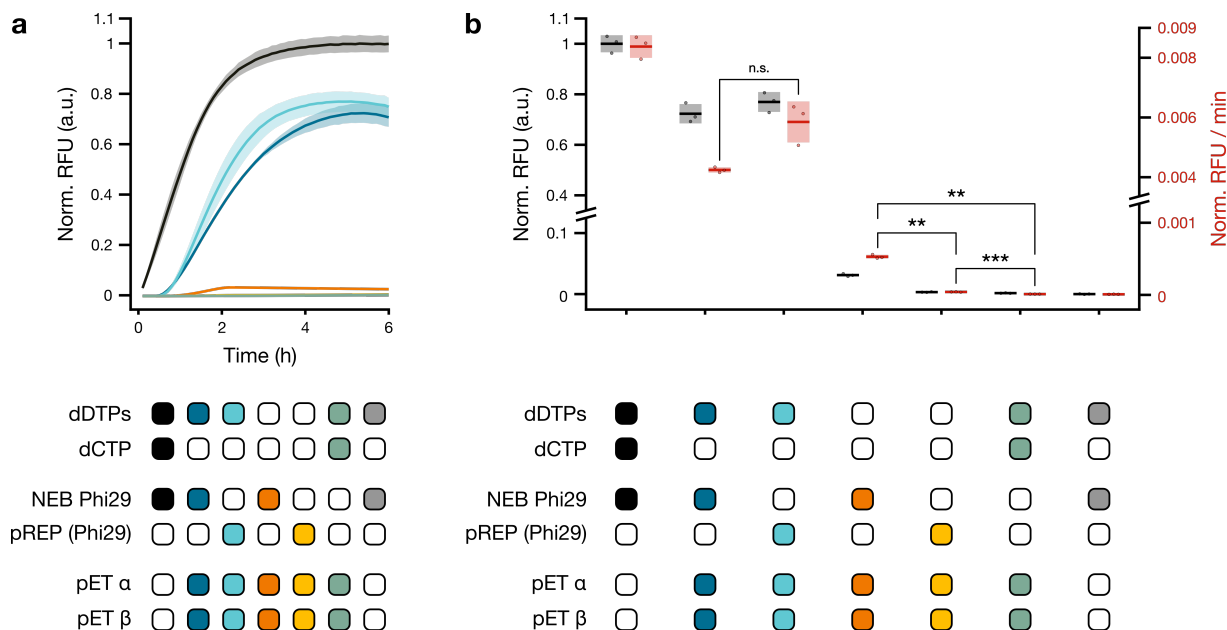 a
1.1
1
0.8
0.6
0.4
0.2
0
Norm. RFU (a.u.)
0
2
4
6
Time (h)
b
1.1
1
0.8
0.6
0.4
0.1
0
Norm. RFU (a.u.)
n.s.
**
**
***
0.009
0.008
0.006
0.004
0.001
0
Norm. RFU / min
dDTPs
dCTP
NEB Phi29
pREP (Phi29)
pET α
pET β
dDTPs
dCTP
NEB Phi29
pREP (Phi29)
pET α
pET β